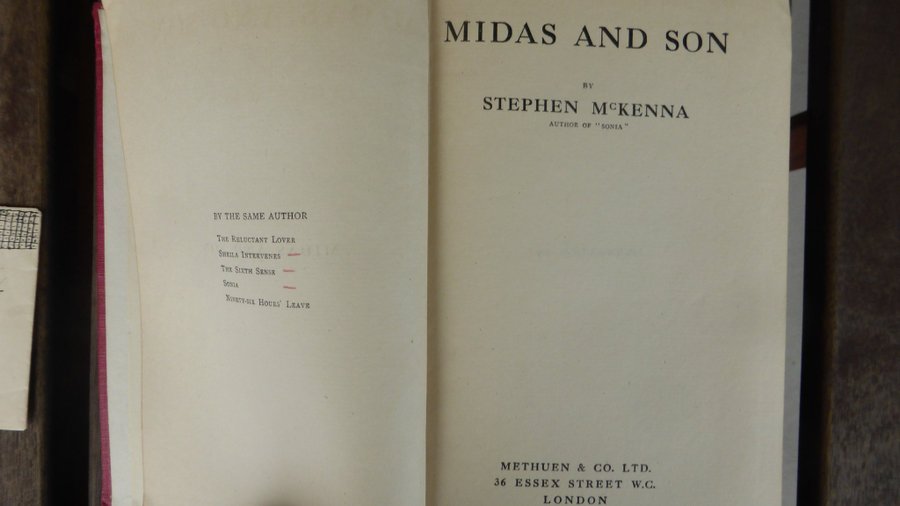 BY THE SAME AUTHOR
THE RELUCTANT LOVER
SHEILA INTERVENES
THE SIXTH SENSE
SONIA
NINETY-SIX HOURS' LEAVE
MIDAS AND SON
BY
STEPHEN McKENNA
AUTHOR OF "SONIA"
METHUEN & CO. LTD.
36 ESSEX STREET W.C.
LONDON